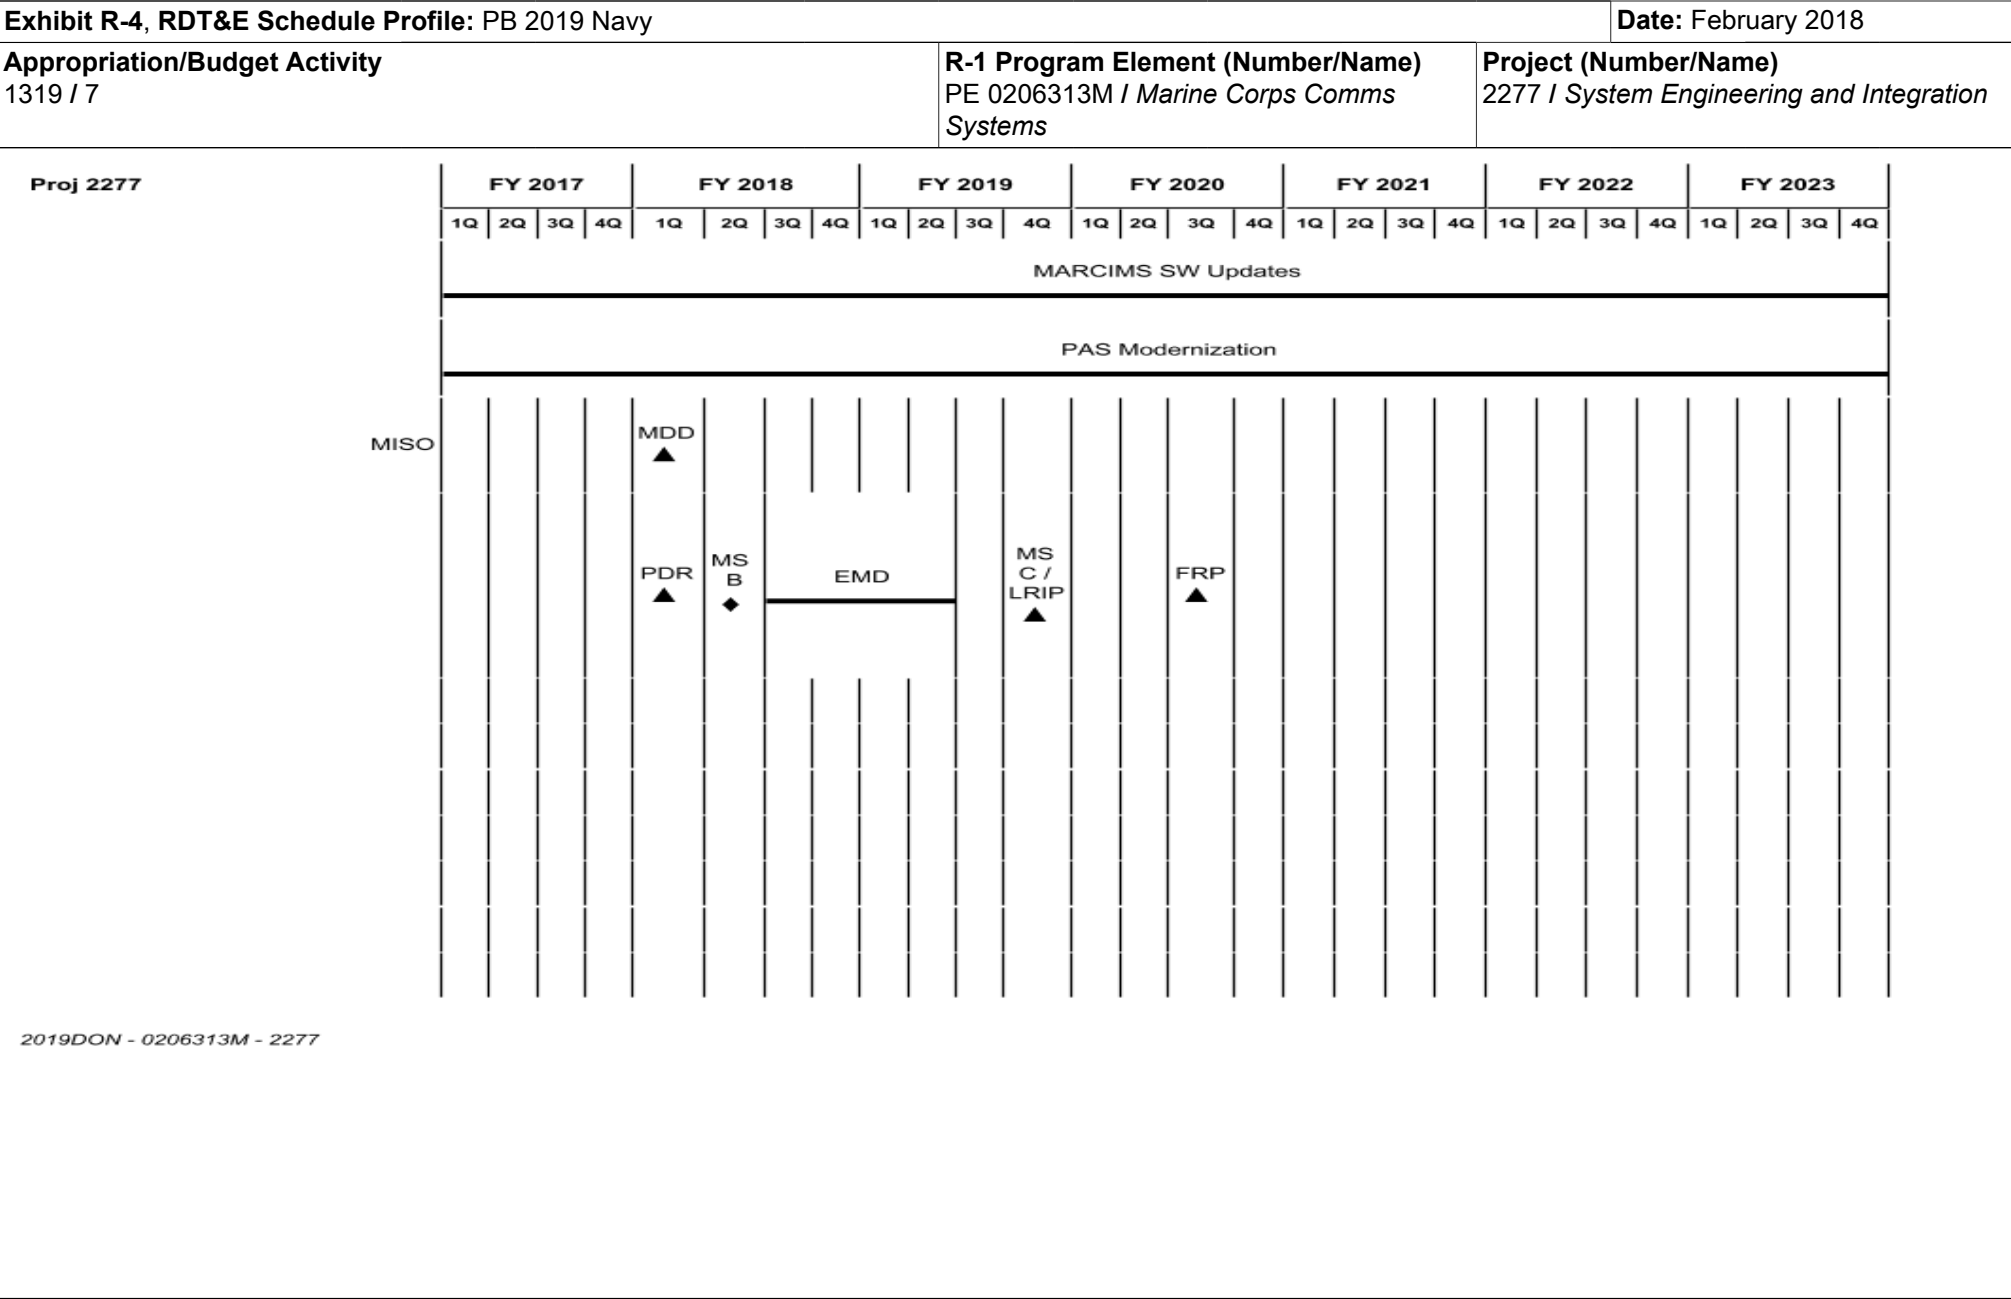 Exhibit R-4, RDT&E Schedule Profile: PB 2019 Navy
Date: February 2018
Appropriation/Budget Activity
1319 / 7
R-1 Program Element (Number/Name)
PE 0206313M / Marine Corps Comms
Systems
Project (Number/Name)
2277 / System Engineering and Integration
Proj 2277
FY 2017 FY 2018 FY 2019 FY 2020 FY 2021 FY 2022 FY 2023
1Q 2Q 3Q 4Q 1Q 2Q 3Q 4Q 1Q 2Q 3Q 4Q 1Q 2Q 3Q 4Q 1Q 2Q 3Q 4Q 1Q 2Q 3Q 4Q 1Q 2Q 3Q 4Q
MARCIMS SW Updates
PAS Modernization
MISO
MDD
PDR
MS
B
EMD
MS
C /
LRIP
FRP
2019DON - 0206313M - 2277